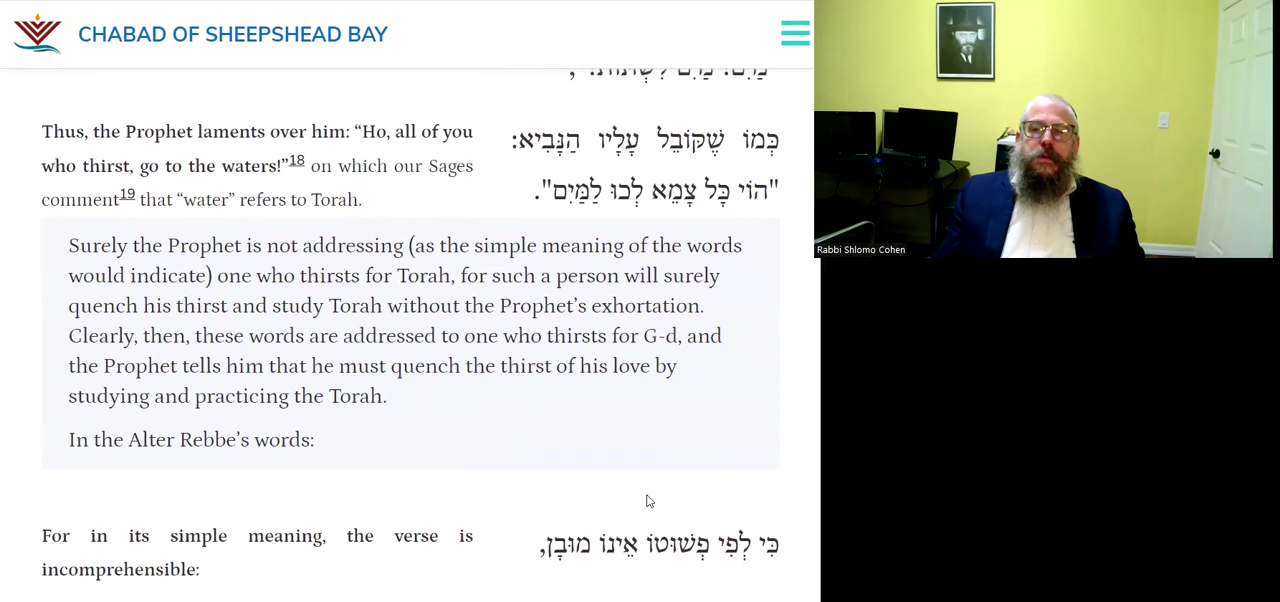 CHABAD OF SHEEPSHEAD BAY
Thus, the Prophet laments over him: “Ho, all of you
who thirst, go to the waters!”18 on which our Sages
comment19 that “water” refers to Torah.
כְּמוֹ שֶׁקּוֹבֵל עָלָיו הַנָּבִיא:
"הוֹי כָּל צָמֵא לְכוּ לַמַּיִם".
Surely the Prophet is not addressing (as the simple meaning of the words
would indicate) one who thirsts for Torah, for such a person will surely
quench his thirst and study Torah without the Prophet’s exhortation.
Clearly, then, these words are addressed to one who thirsts for G-d, and
the Prophet tells him that he must quench the thirst of his love by
studying and practicing the Torah.
In the Alter Rebbe’s words:
For in its simple meaning, the verse is
incomprehensible:
כִּי לְפִי פְּשׁוּטוֹ אֵינוֹ מוּבָן,
Rabbi Shlomo Cohen